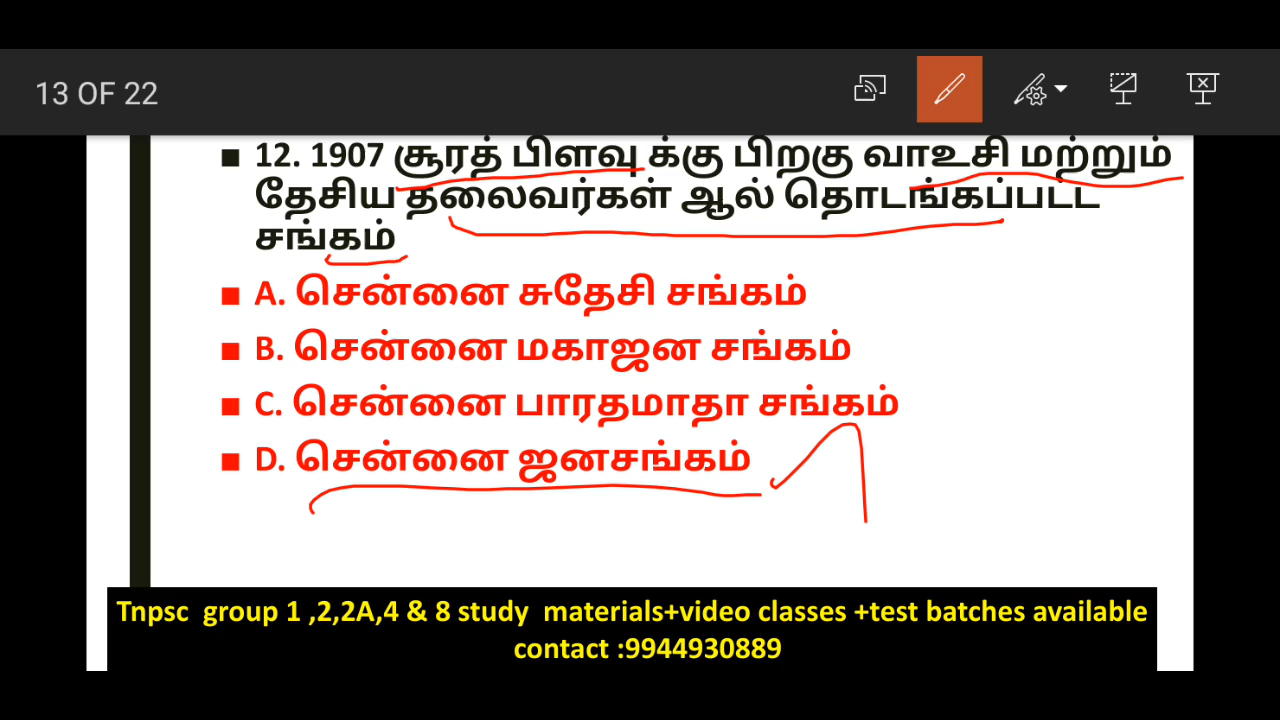 13 OF 22
12. 1907 சூரத் பிளவு க்கு பிறகு வாஉசி மற்றும்
தேசிய தலைவர்கள் ஆல் தொடங்கப்பட்ட
சங்கம்
A. சென்னை சுதேசி சங்கம்
B. சென்னை மகாஜன சங்கம்
C. சென்னை பாரதமாதா சங்கம்
D. சென்னை ஜனசங்கம்
Tnpsc group 1 ,2,2A,4 & 8 study materials+video classes +test batches available
contact :9944930889